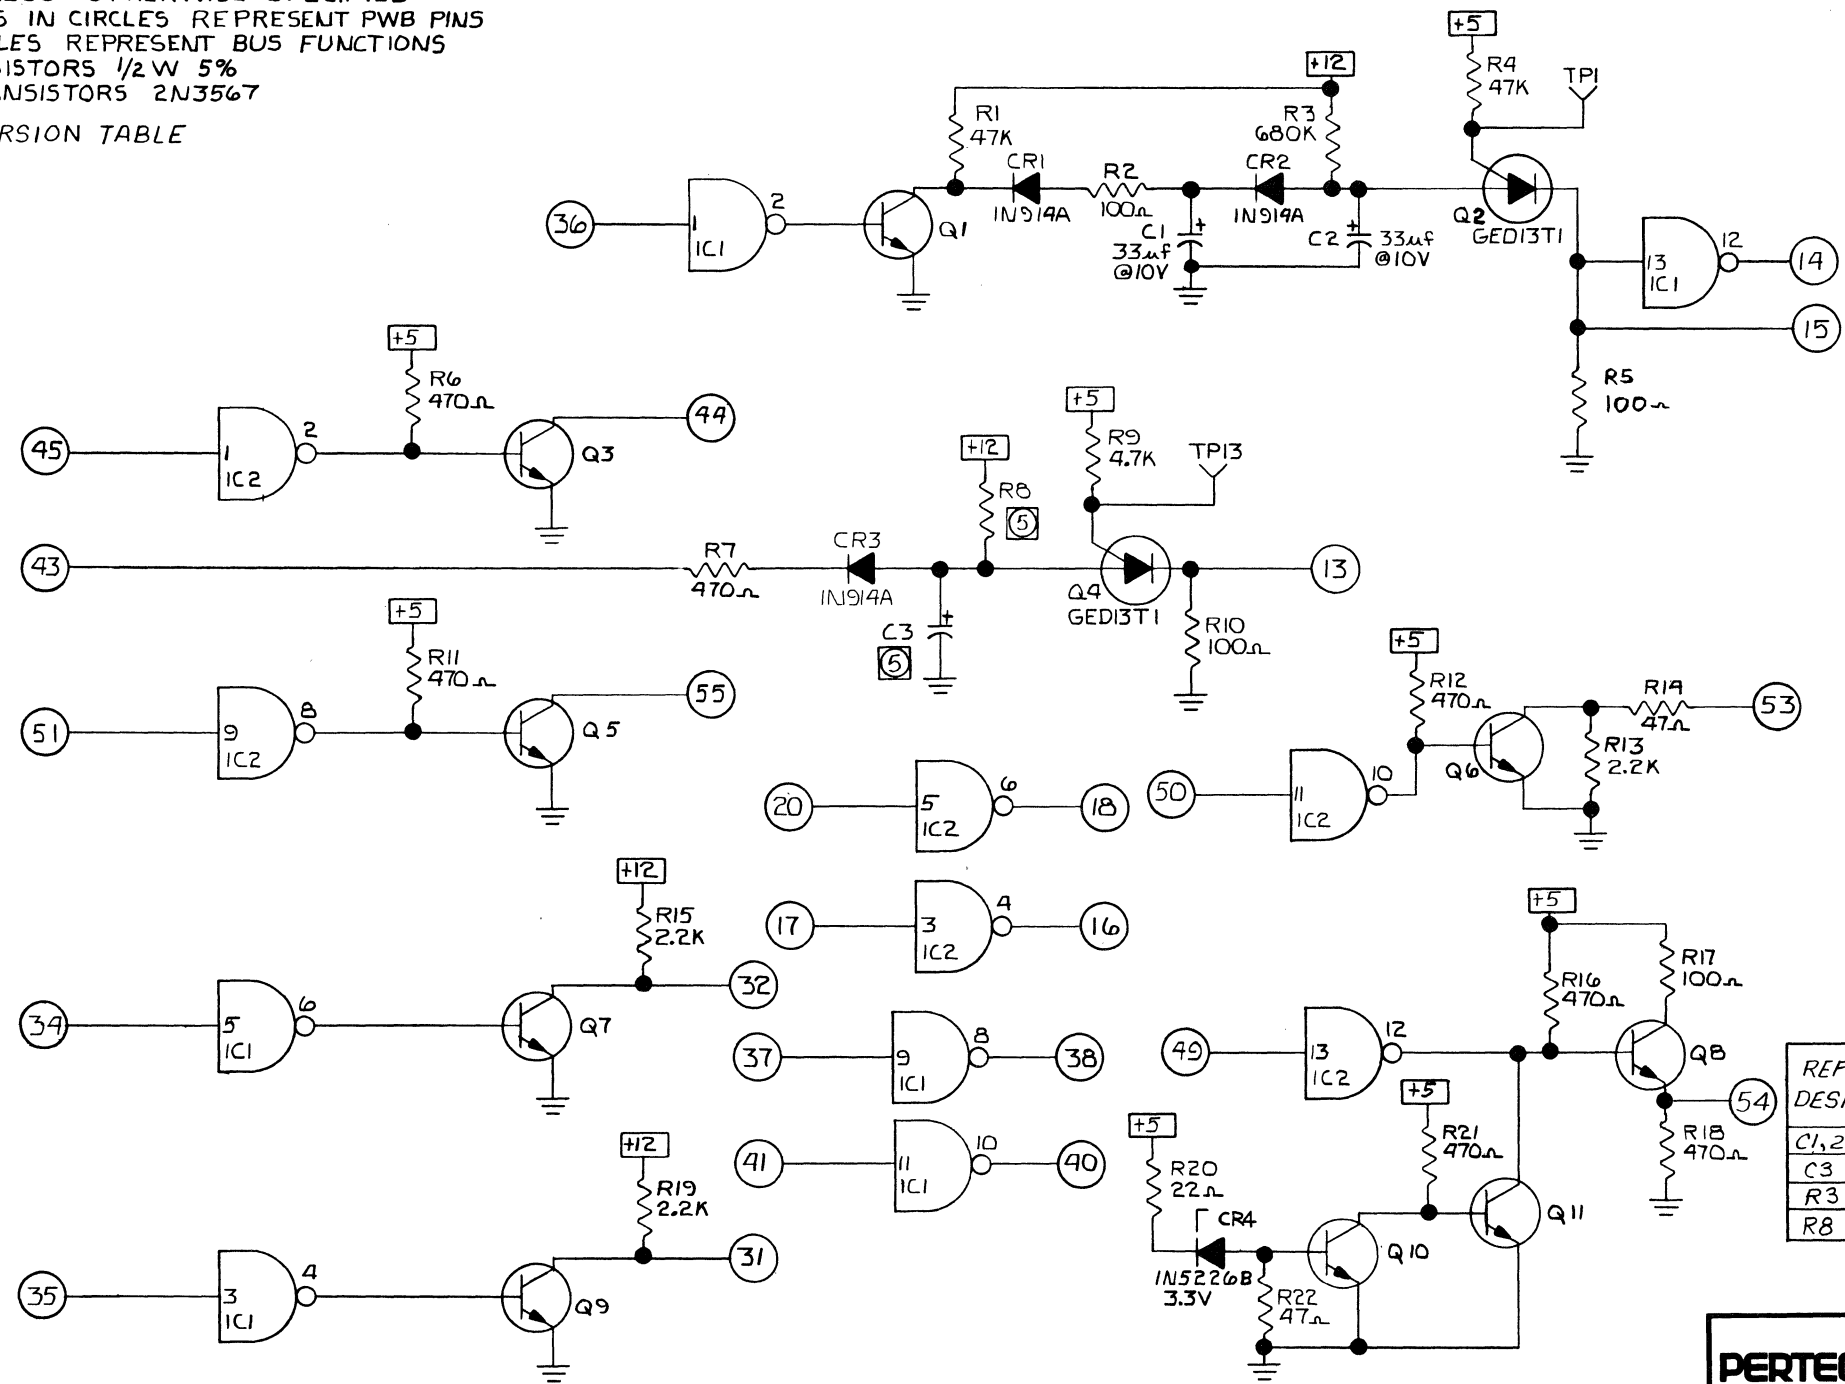 S IN CIRCLES REPRESENT PWB PINS
LES REPRESENT BUS FUNCTIONS
ISTORS 1/2 W 5%
ANSISTORS 2N3567
RSION TABLE
+5
R4
47K
TP1
+12
R1
47K
R3
680K
CR1
1N914A
R2
100Ω
CR2
1N914A
36
1
IC1
2
Q1
C1
33uf
@10V
C2
33uf
@10V
Q2
GED13T1
13
IC1
12
14
15
R5
100Ω
+5
R6
470Ω
45
1
IC2
2
Q3
44
+5
R9
4.7K
TP13
+12
R8
5
43
R7
470Ω
CR3
1N914A
C3
5
Q4
GED13T1
13
R10
100Ω
+5
R11
470Ω
51
9
IC2
8
Q5
55
+5
R12
470Ω
50
11
IC2
10
Q6
R14
47Ω
53
R13
2.2K
20
5
IC2
6
18
17
3
IC2
4
16
+12
R15
2.2K
34
5
IC1
6
Q7
32
37
9
IC1
8
38
41
11
IC1
10
40
+5
R16
470Ω
R17
100Ω
49
13
IC2
12
Q8
54
R18
470Ω
+12
R19
2.2K
35
3
IC1
4
Q9
31
+5
R20
22Ω
CR4
1N5226B
3.3V
R22
47Ω
+5
R21
470Ω
Q10
Q11
REF
DESI
C1,2
C3
R3
R8
PERTEC